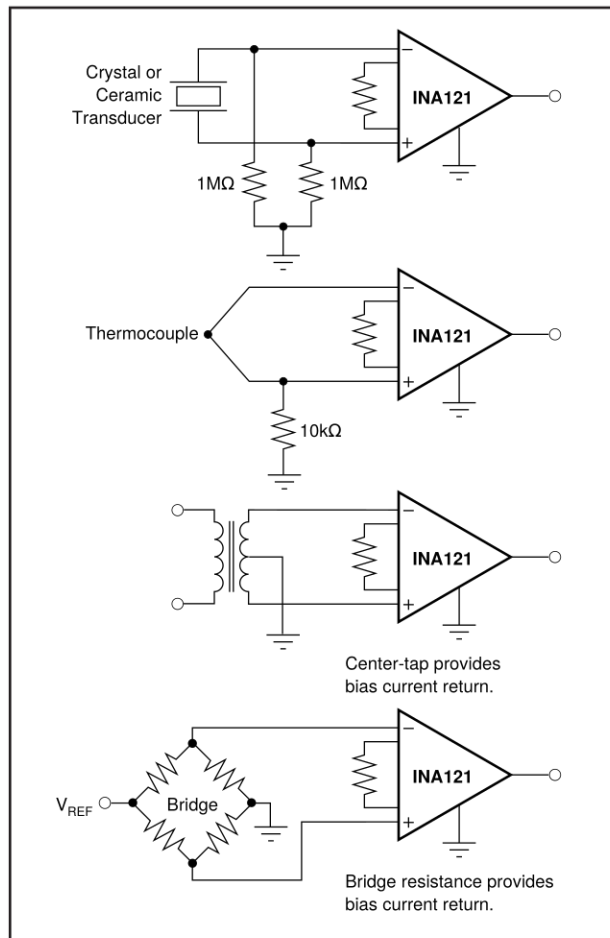 Crystal or
Ceramic
Transducer
−
INA121
+
1MΩ
1MΩ
−
Thermocouple
INA121
+
10kΩ
−
INA121
+
Center-tap provides
bias current return.
−
INA121
VREF
Bridge
+
Bridge resistance provides
bias current return.